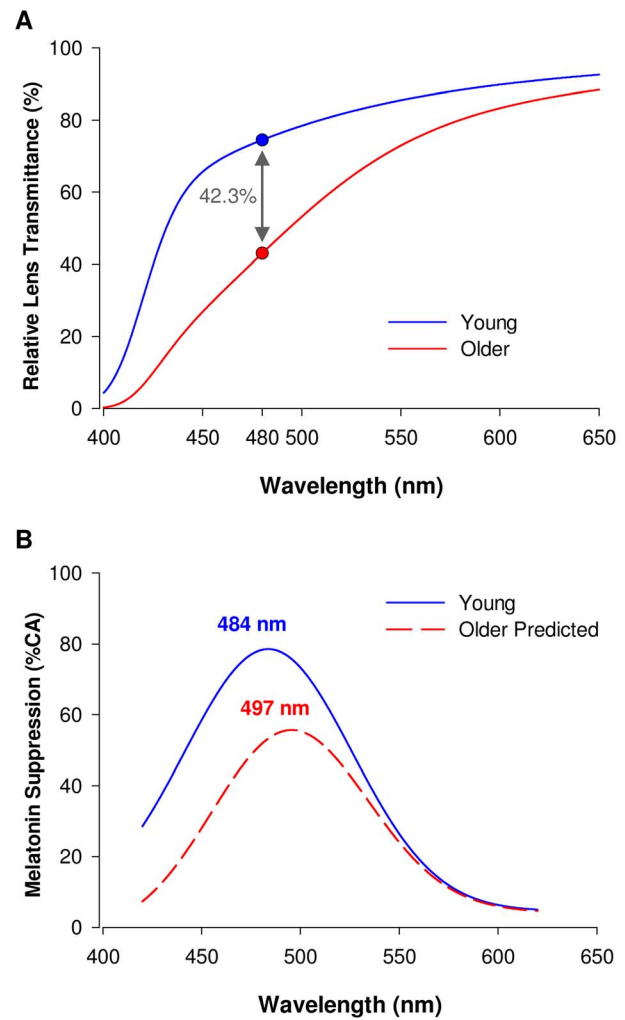 A
Relative Lens Transmittance (%)
100
80
60
40
20
0
42.3%
Young
Older
400 450 480 500 550 600 650
Wavelength (nm)
B
Melatonin Suppression (%CA)
100
80
60
40
20
0
484 nm
497 nm
Young
Older Predicted
400 450 500 550 600 650
Wavelength (nm)